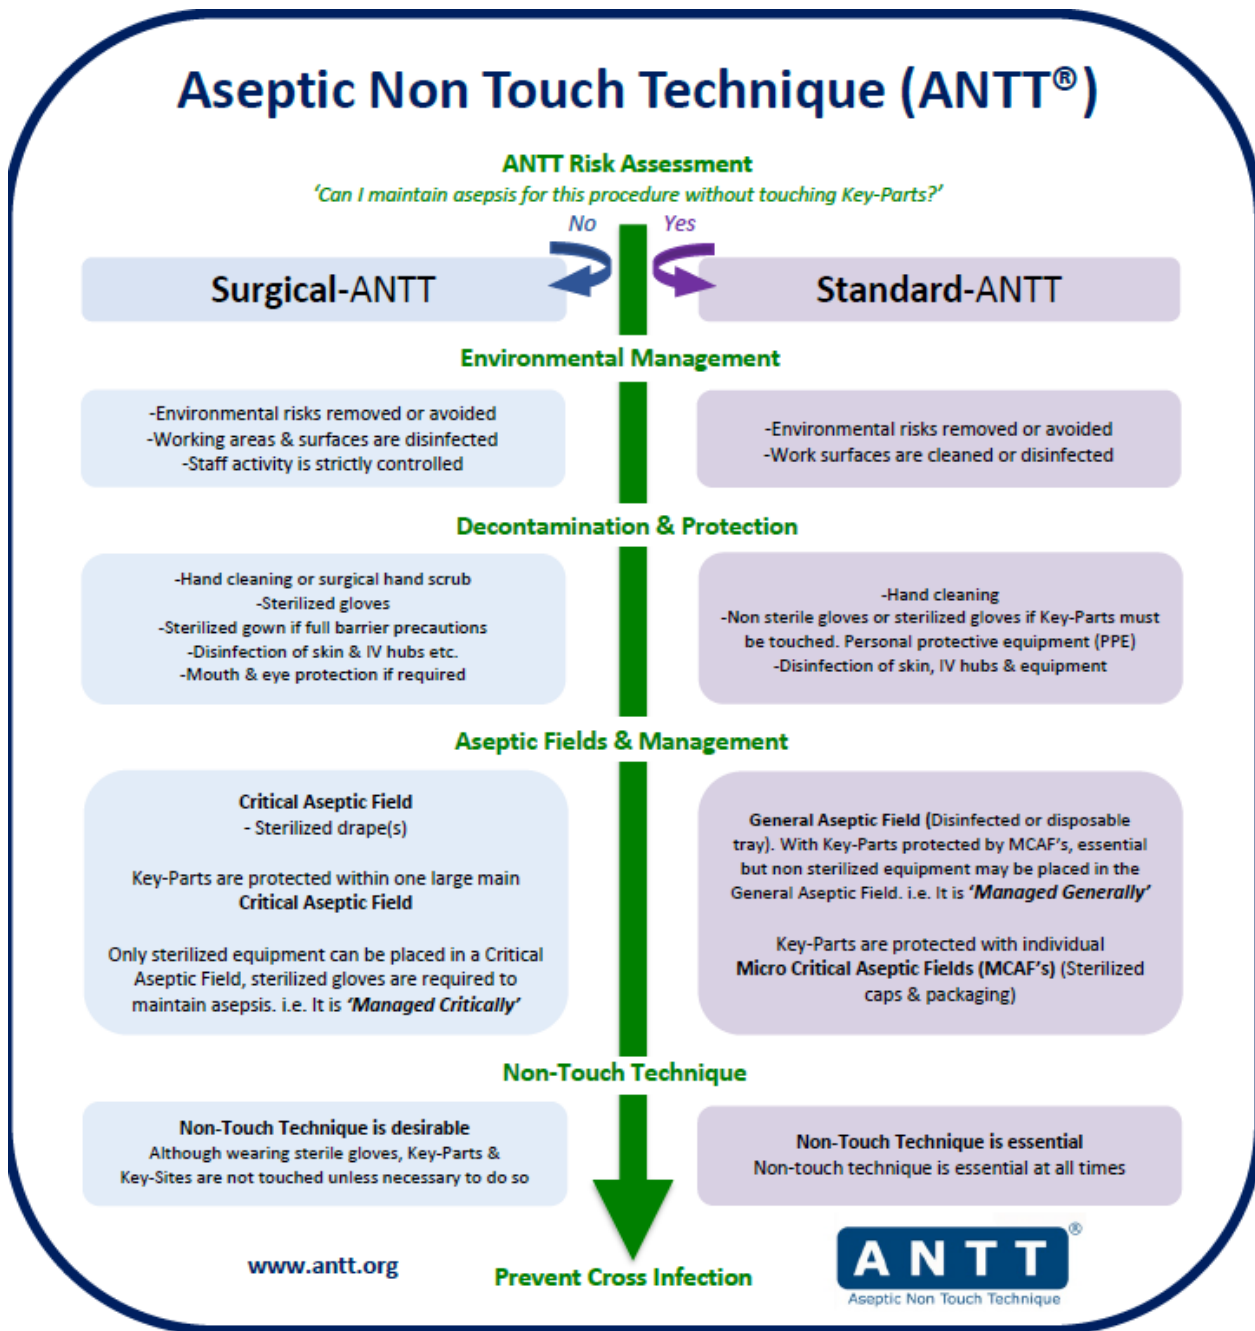 Aseptic Non Touch Technique (ANTT®)
ANTT Risk Assessment
'Can I maintain asepsis for this procedure without touching Key-Parts?'
No
Yes
Surgical-ANTT
Standard-ANTT
Environmental Management
-Environmental risks removed or avoided
-Working areas & surfaces are disinfected
-Staff activity is strictly controlled
-Environmental risks removed or avoided
-Work surfaces are cleaned or disinfected
Decontamination & Protection
-Hand cleaning or surgical hand scrub
-Sterilized gloves
-Sterilized gown if full barrier precautions
-Disinfection of skin & IV hubs etc.
-Mouth & eye protection if required
-Hand cleaning
-Non sterile gloves or sterilized gloves if Key-Parts must
be touched. Personal protective equipment (PPE)
-Disinfection of skin, IV hubs & equipment
Aseptic Fields & Management
Critical Aseptic Field
- Sterilized drape(s)
Key-Parts are protected within one large main
Critical Aseptic Field
Only sterilized equipment can be placed in a Critical
Aseptic Field, sterilized gloves are required to
maintain asepsis. i.e. It is 'Managed Critically'
General Aseptic Field (Disinfected or disposable
tray). With Key-Parts protected by MCAF's, essential
but non sterilized equipment may be placed in the
General Aseptic Field. i.e. It is 'Managed Generally'
Key-Parts are protected with individual
Micro Critical Aseptic Fields (MCAF's) (Sterilized
caps & packaging)
Non-Touch Technique
Non-Touch Technique is desirable
Although wearing sterile gloves, Key-Parts &
Key-Sites are not touched unless necessary to do so
Non-Touch Technique is essential
Non-touch technique is essential at all times
www.antt.org
Prevent Cross Infection
ANTT®
Aseptic Non Touch Technique